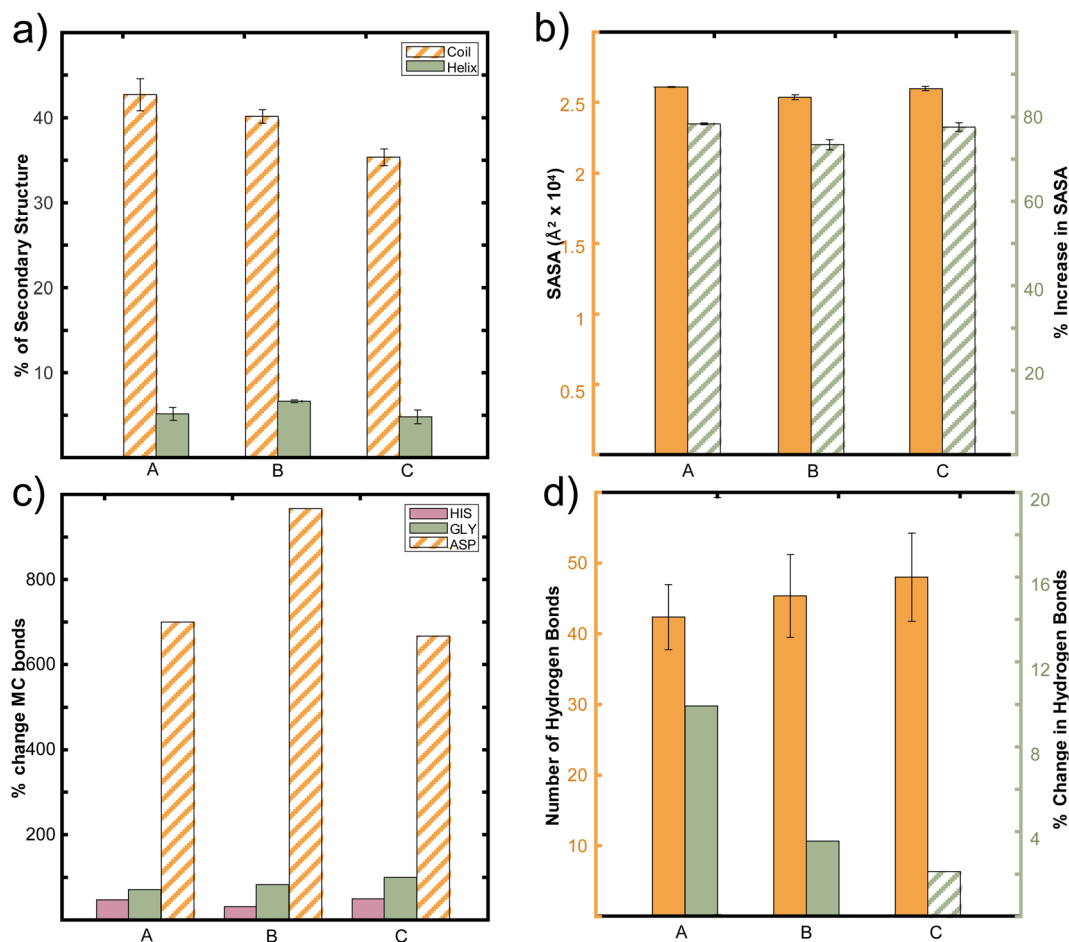 a)
Coil
Helix
% of Secondary Structure
40
30
20
10
A B C
b)
SASA (Å² x 10⁴)
2.5
2
1.5
1
0.5
% Increase in SASA
80
60
40
20
A B C
c)
HIS
GLY
ASP
% change MC bonds
800
600
400
200
A B C
d)
Number of Hydrogen Bonds
50
40
30
20
10
% Change in Hydrogen Bonds
20
16
12
8
4
A B C